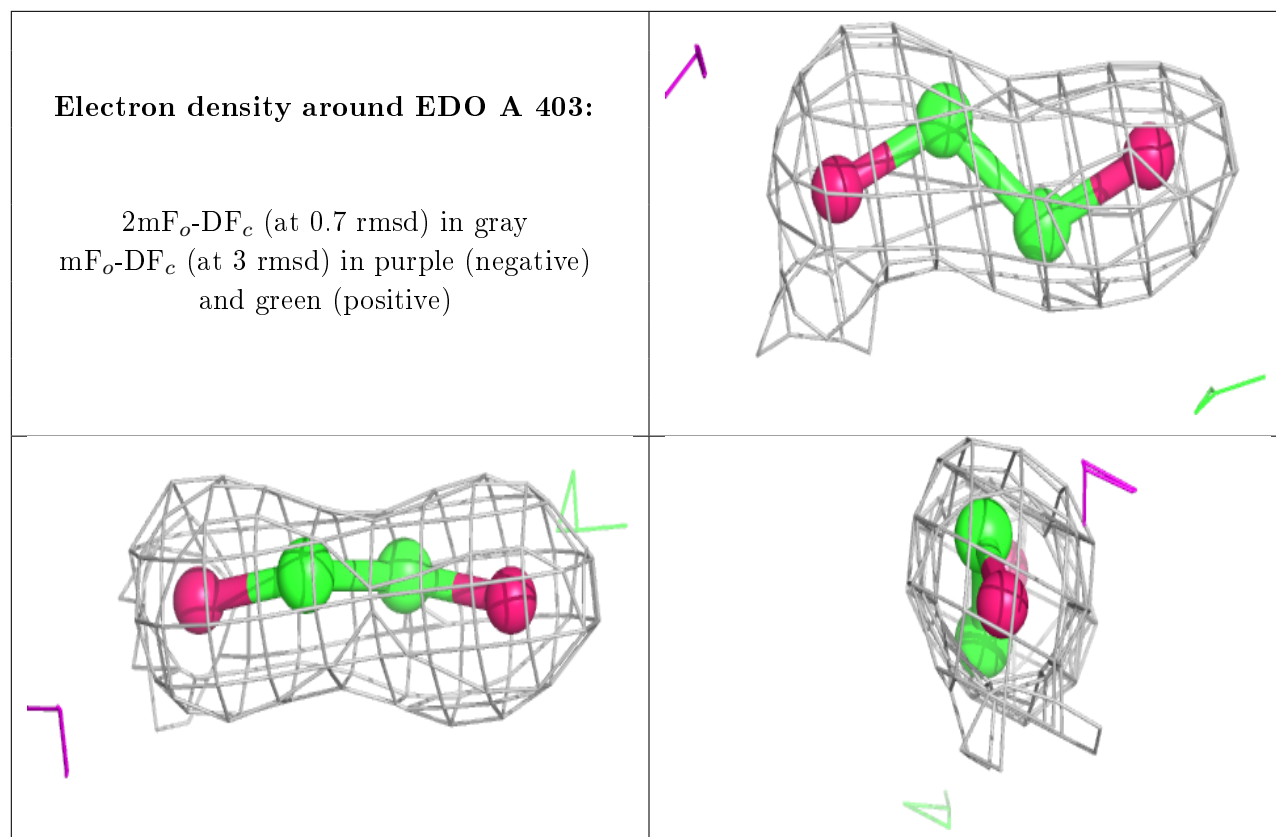 Electron density around EDO A 403:
2mFo-DFc (at 0.7 rmsd) in gray
mFo-DFc (at 3 rmsd) in purple (negative)
and green (positive)